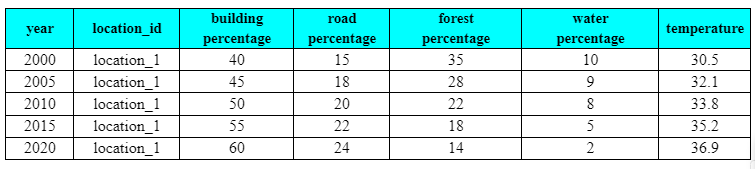 year location_id building percentage road percentage forest percentage water percentage temperature
2000 location_1 40 15 35 10 30.5
2005 location_1 45 18 28 9 32.1
2010 location_1 50 20 22 8 33.8
2015 location_1 55 22 18 5 35.2
2020 location_1 60 24 14 2 36.9